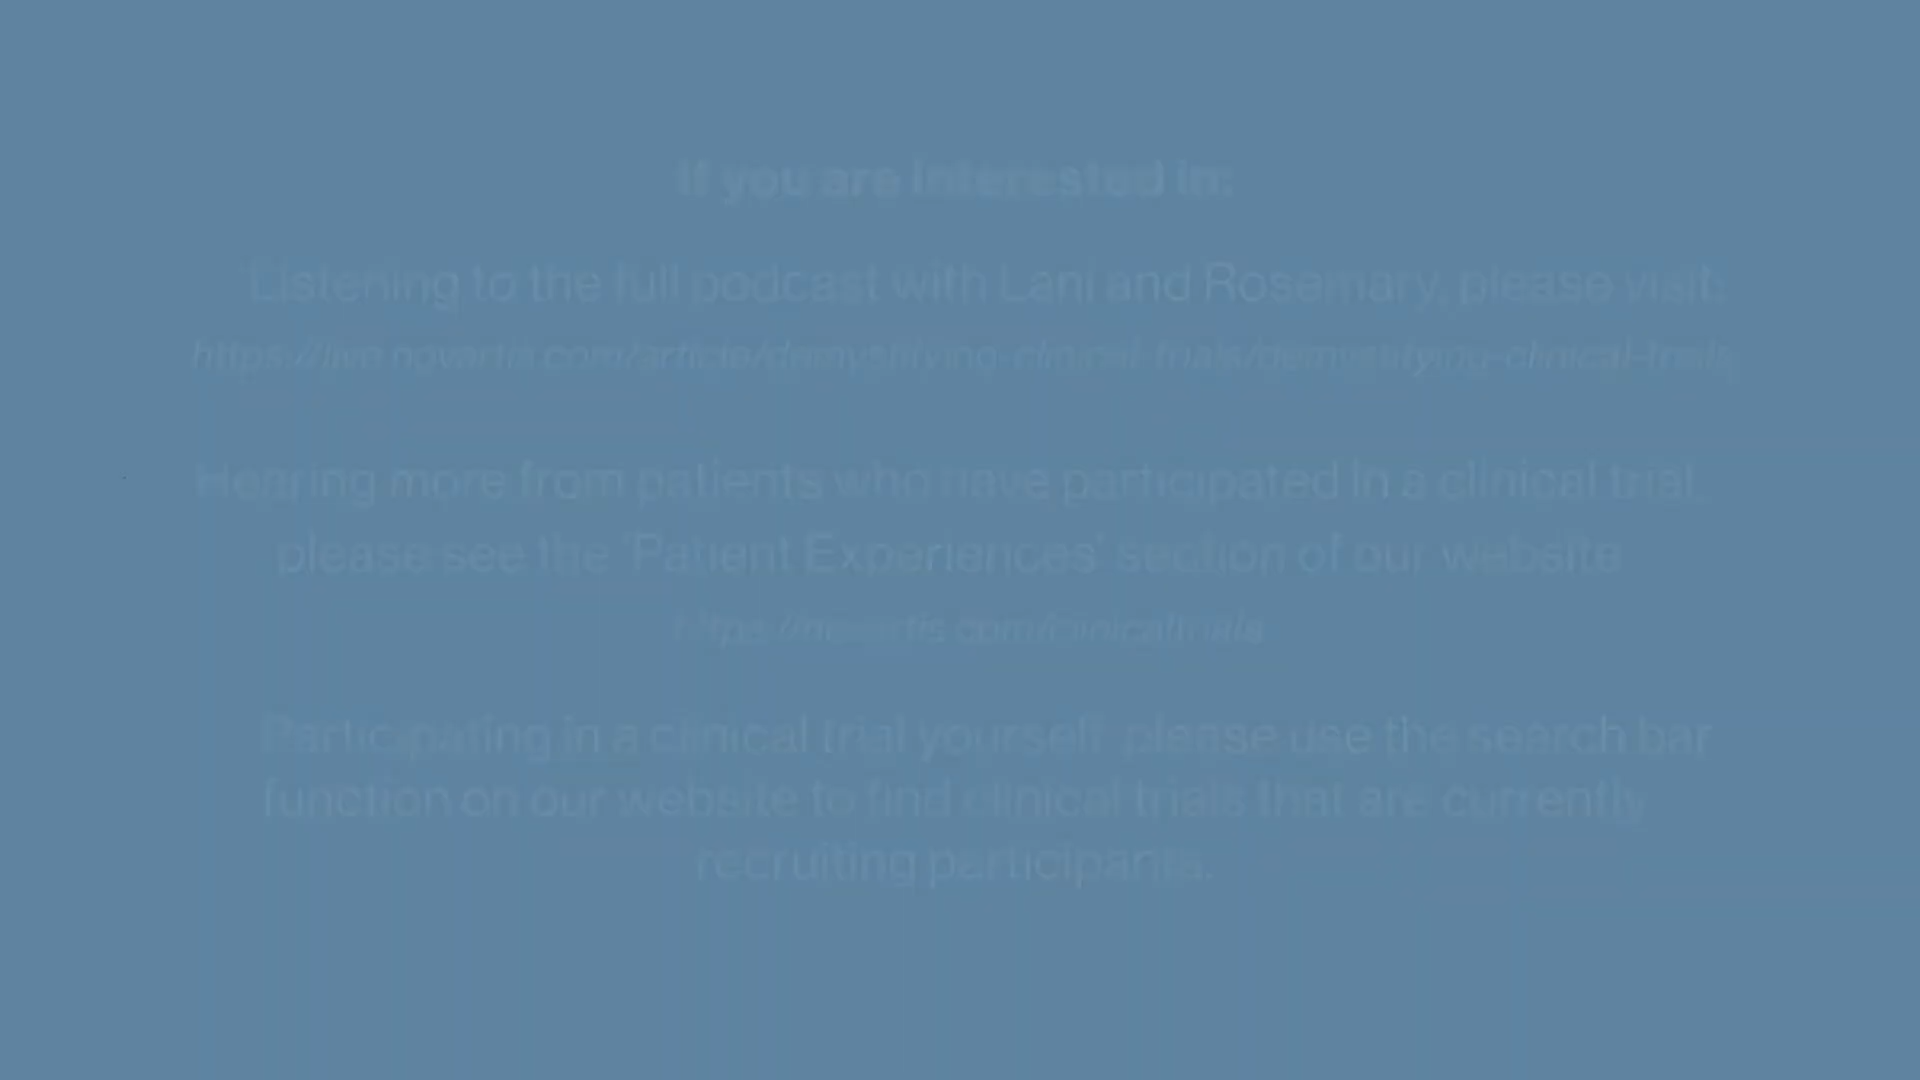 If you are interested in:
Listening to the full podcast with Lani and Rosemary, please visit:
https://live.novartis.com/article/demystifying-clinical-trials/demystifying-clinical-trials
Hearing more from patients who have participated in a clinical trial,
please see the 'Patient Experiences' section of our website
https://novartis.com/clinicaltrials
Participating in a clinical trial yourself, please use the search bar
function on our website to find clinical trials that are currently
recruiting participants.